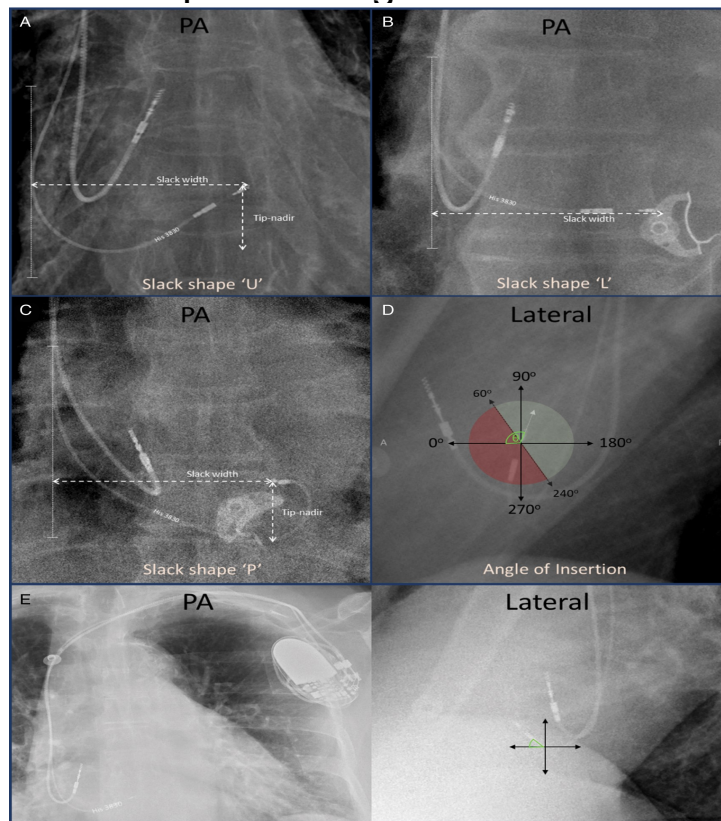 A
PA
Slack width
Tip-nadir
His 3830
Slack shape ‘U’
B
PA
His 3830
Slack width
Slack shape ‘L’
C
PA
Slack width
His 3830
Tip-nadir
Slack shape ‘P’
D
Lateral
90°
60°
θ
0°
180°
A
240°
270°
Angle of Insertion
E
PA
His 3830
Lateral